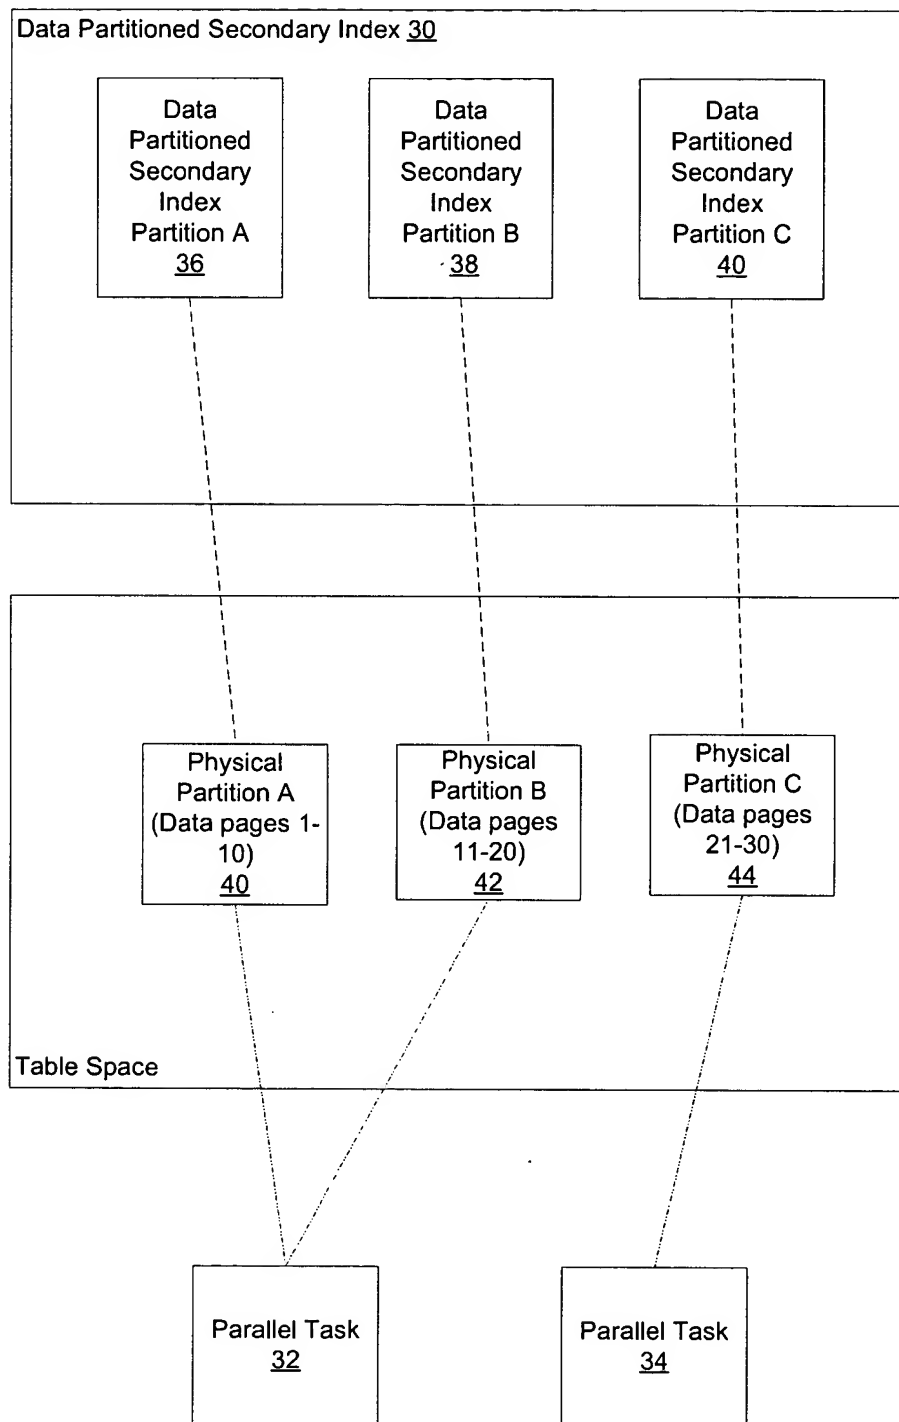 Data Partitioned Secondary Index 30
Data
Partitioned
Secondary
Index
Partition A
36
Data
Partitioned
Secondary
Index
Partition B
38
Data
Partitioned
Secondary
Index
Partition C
40
Physical
Partition A
(Data pages 1-
10)
40
Physical
Partition B
(Data pages
11-20)
42
Physical
Partition C
(Data pages
21-30)
44
Table Space
Parallel Task
32
Parallel Task
34